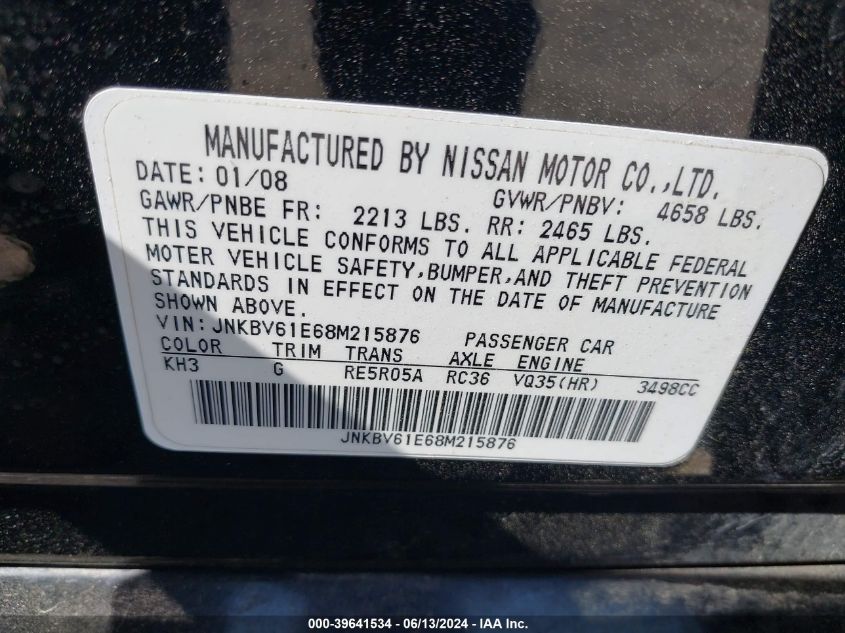 MANUFACTURED BY NISSAN MOTOR CO.,LTD.
DATE: 01/08 GVWR/PNBV: 4658 LBS.
GAWR/PNBE FR: 2213 LBS. RR: 2465 LBS.
THIS VEHICLE CONFORMS TO ALL APPLICABLE FEDERAL
MOTER VEHICLE SAFETY,BUMPER,AND THEFT PREVENTION
STANDARDS IN EFFECT ON THE DATE OF MANUFACTURE
SHOWN ABOVE.
VIN:JNKBV61E68M215876 PASSENGER CAR
COLOR TRIM TRANS AXLE ENGINE
KH3 G RE5R05A RC36 VQ35(HR) 3498CC
JNKBV61E68M215876
000-39641534 - 06/13/2024 - IAA Inc.